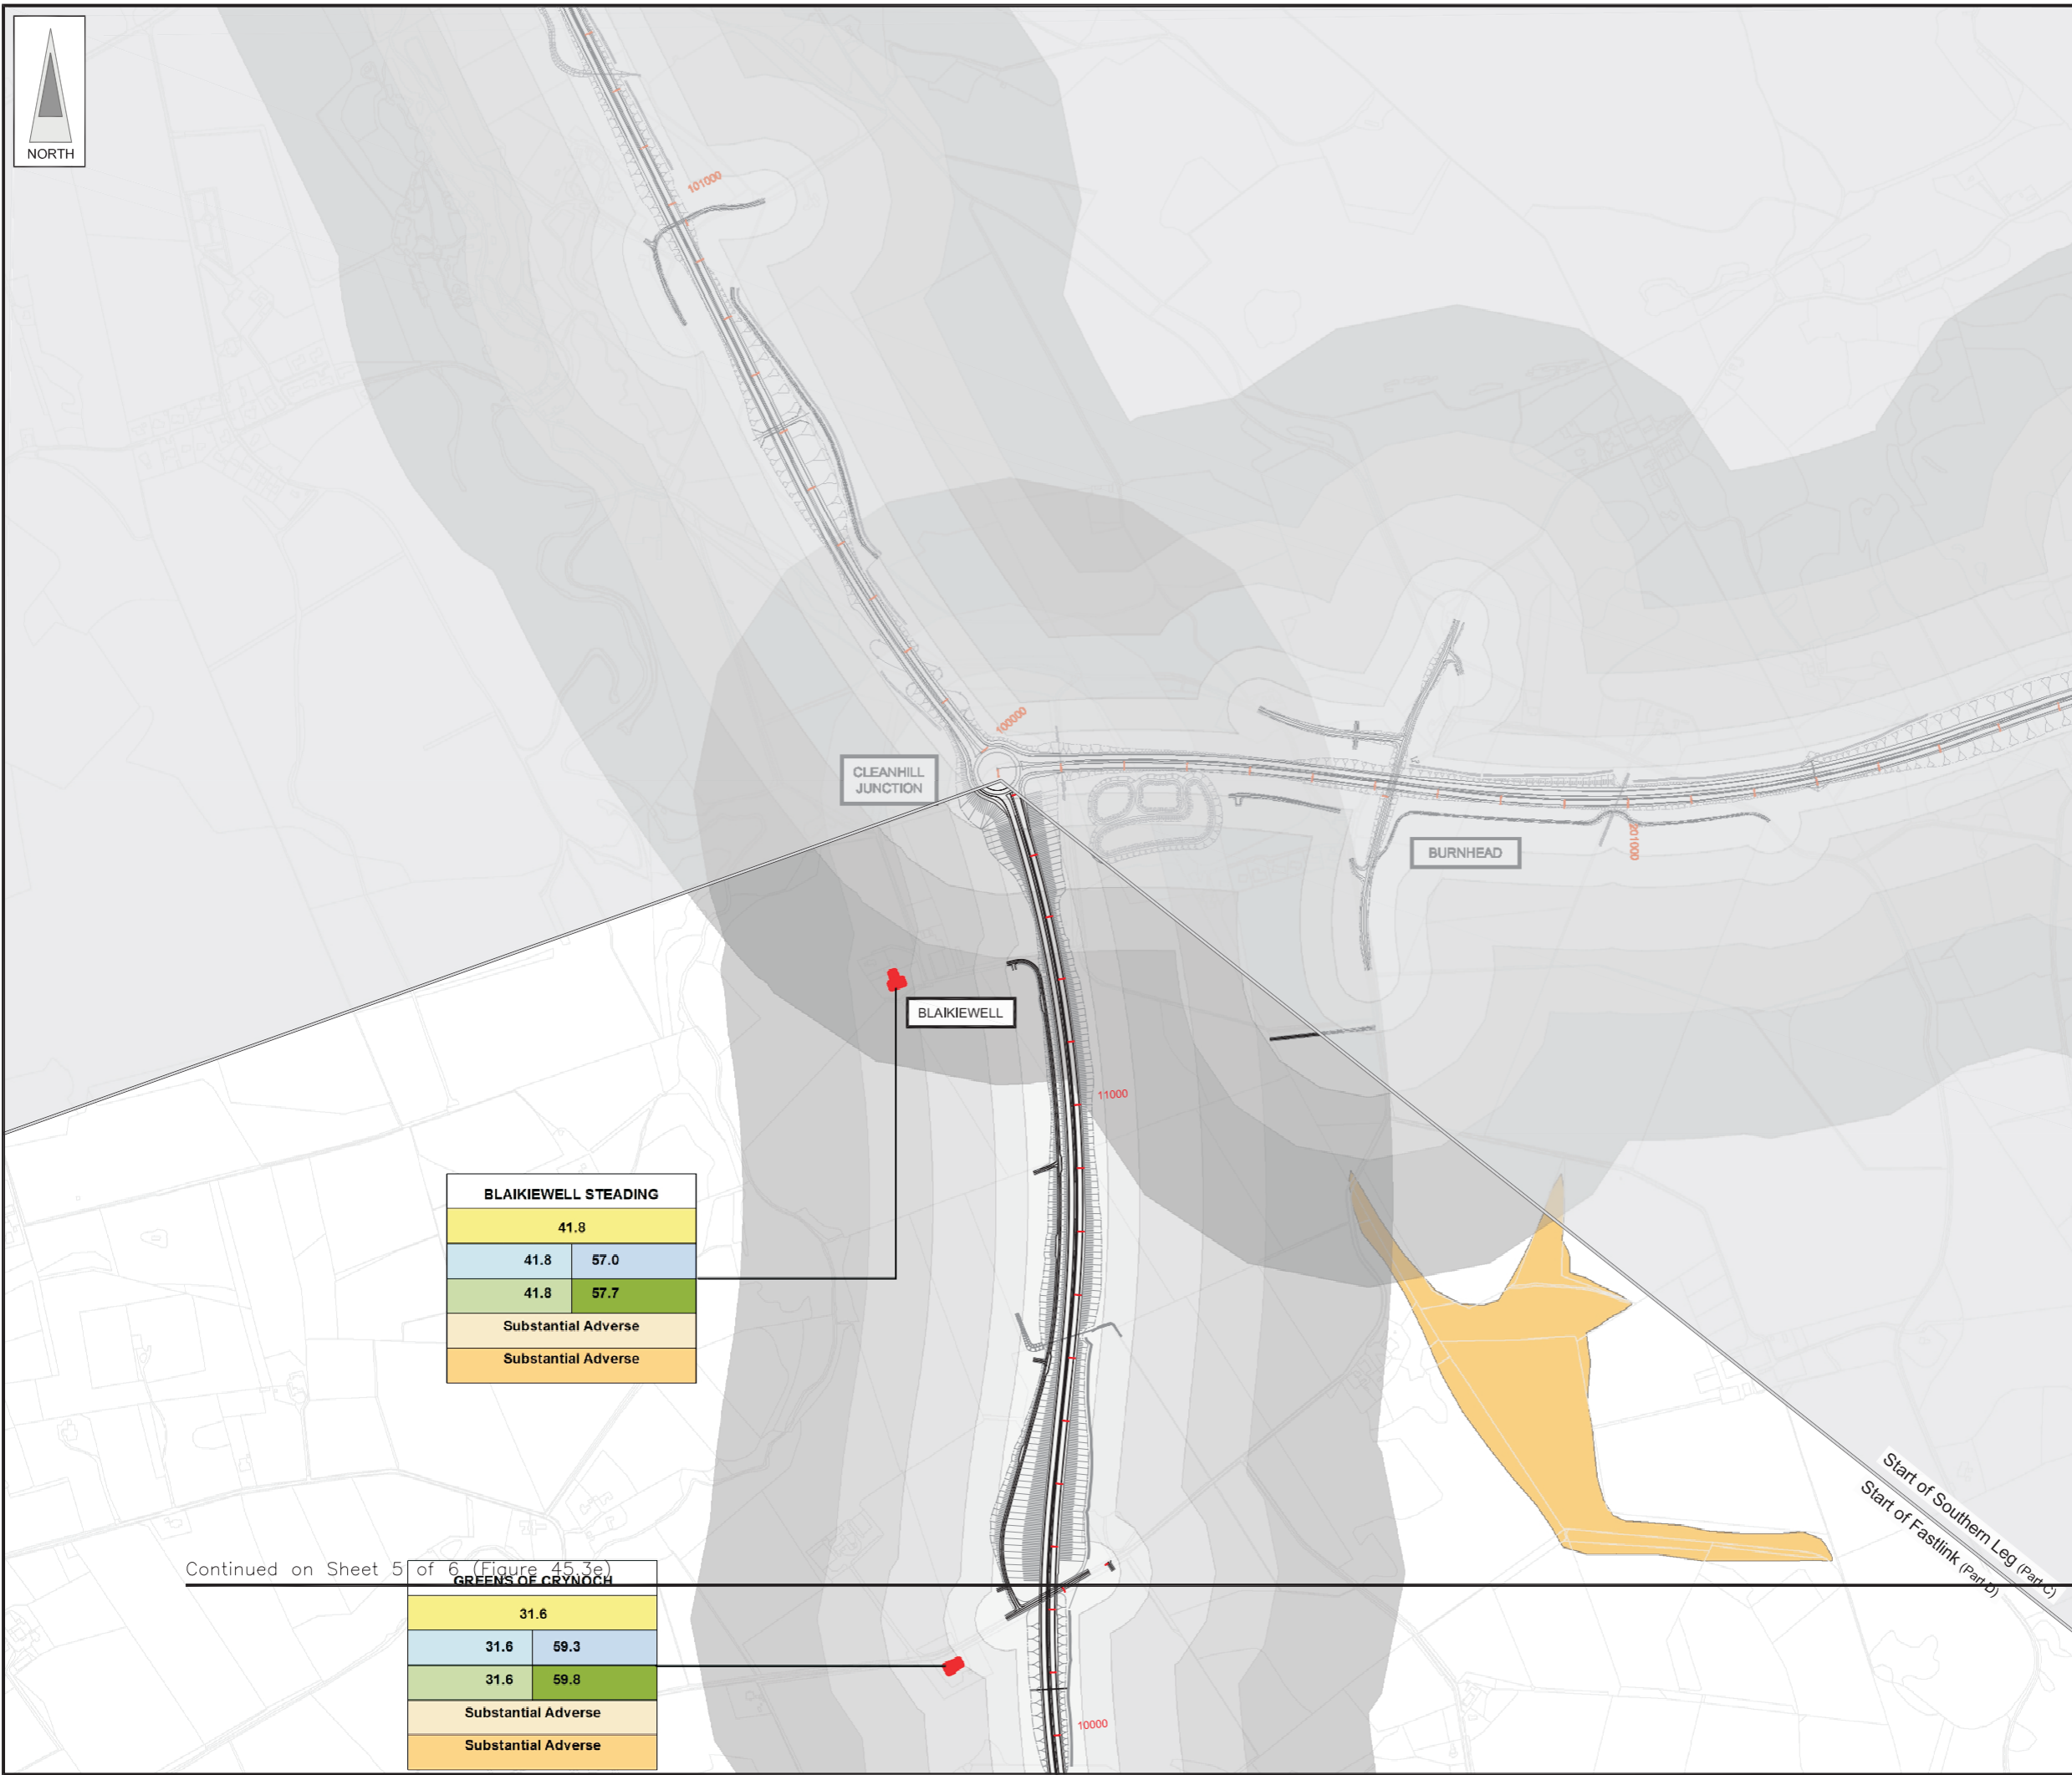 NORTH
101000
100000
CLEANHILL
JUNCTION
BURNHEAD
201000
BLAIKIEWELL
11000
BLAIKIEWELL STEADING
41.8
41.8 57.0
41.8 57.7
Substantial Adverse
Substantial Adverse
Start of Southern Leg (Part C)
Start of Fastlink (Part D)
Continued on Sheet 5 of 6 (Figure 45.3e)
GREENS OF CRYNOCH
31.6
31.6 59.3
31.6 59.8
Substantial Adverse
Substantial Adverse
10000